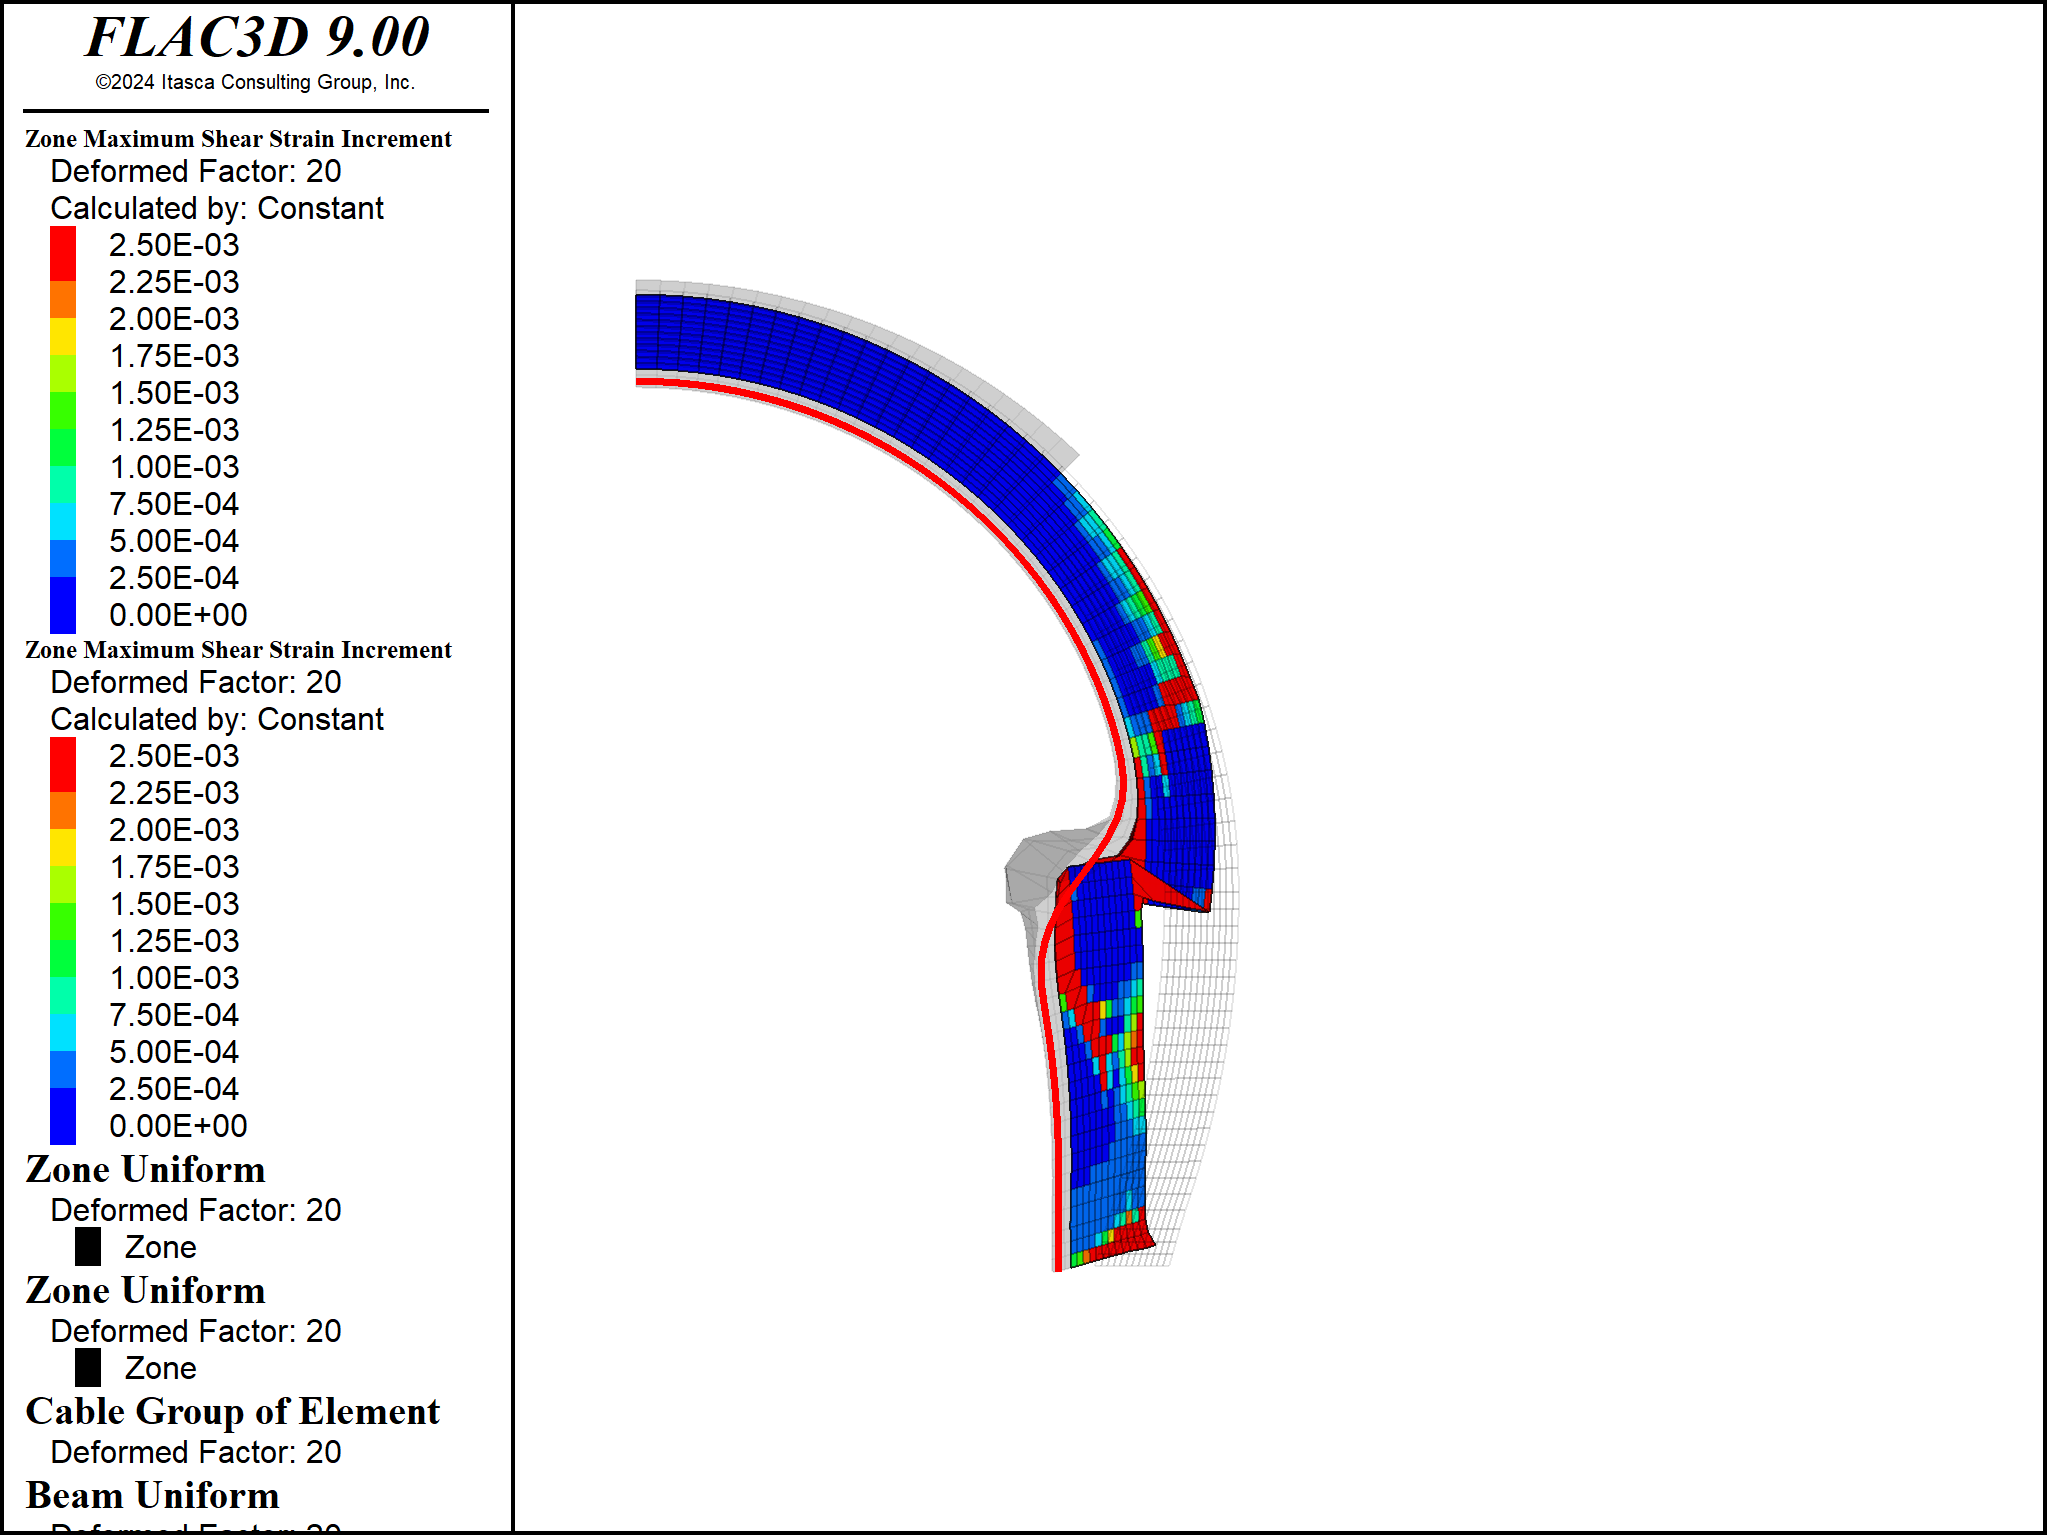 FLAC3D 9.00
©2024 Itasca Consulting Group, Inc.
Zone Maximum Shear Strain Increment
Deformed Factor: 20
Calculated by: Constant
2.50E-03
2.25E-03
2.00E-03
1.75E-03
1.50E-03
1.25E-03
1.00E-03
7.50E-04
5.00E-04
2.50E-04
0.00E+00
Zone Maximum Shear Strain Increment
Deformed Factor: 20
Calculated by: Constant
2.50E-03
2.25E-03
2.00E-03
1.75E-03
1.50E-03
1.25E-03
1.00E-03
7.50E-04
5.00E-04
2.50E-04
0.00E+00
Zone Uniform
Deformed Factor: 20
Zone
Zone Uniform
Deformed Factor: 20
Zone
Cable Group of Element
Deformed Factor: 20
Beam Uniform